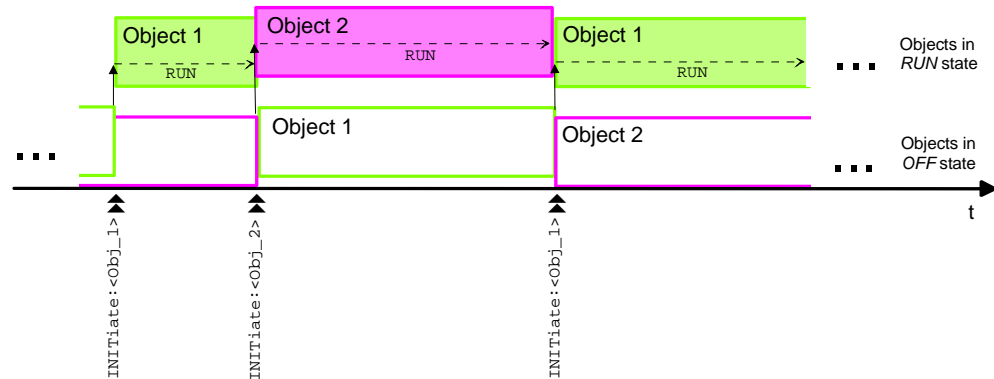 Object 1
Object 2
Object 1
RUN
RUN
RUN
Objects in
RUN state
Object 1
Object 2
Objects in
OFF state
t
INITiate:<Obj_1>
INITiate:<Obj_2>
INITiate:<Obj_1>